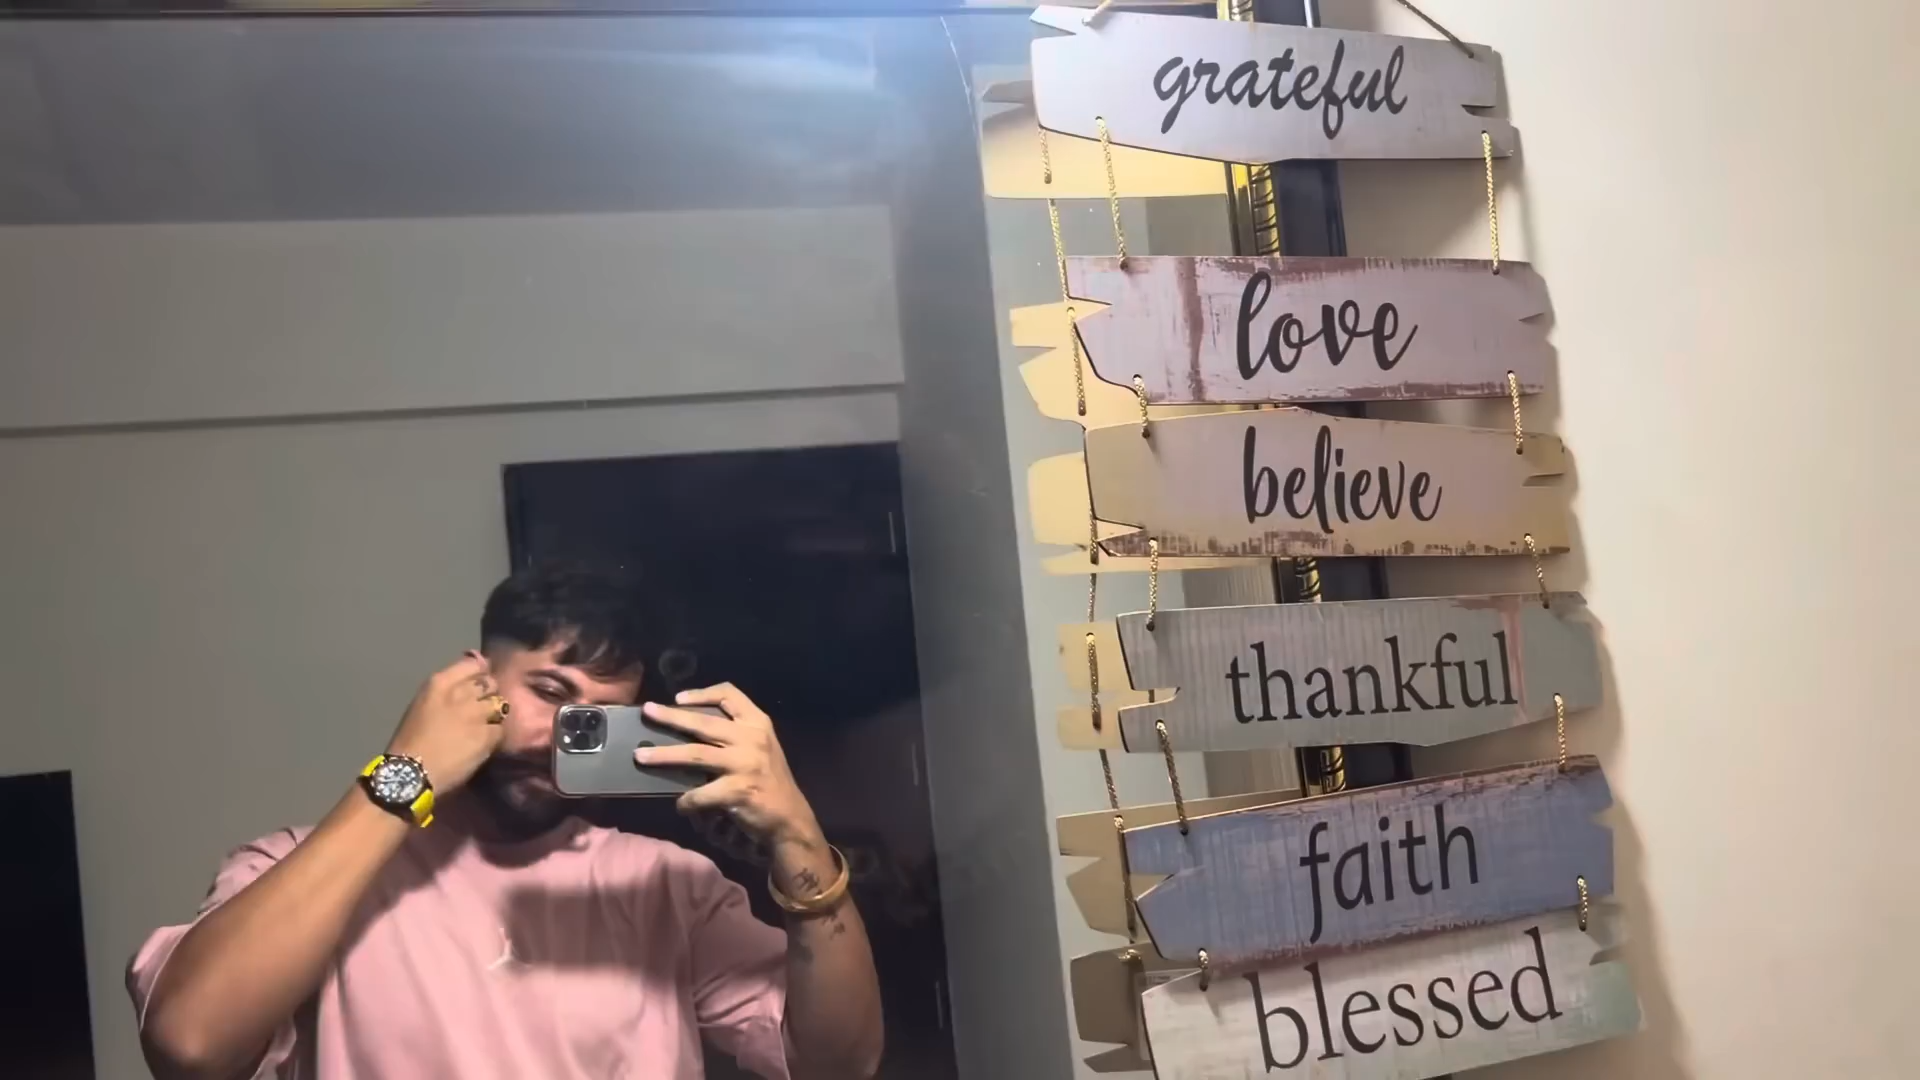 grateful
love
believe
thankful
faith
blessed